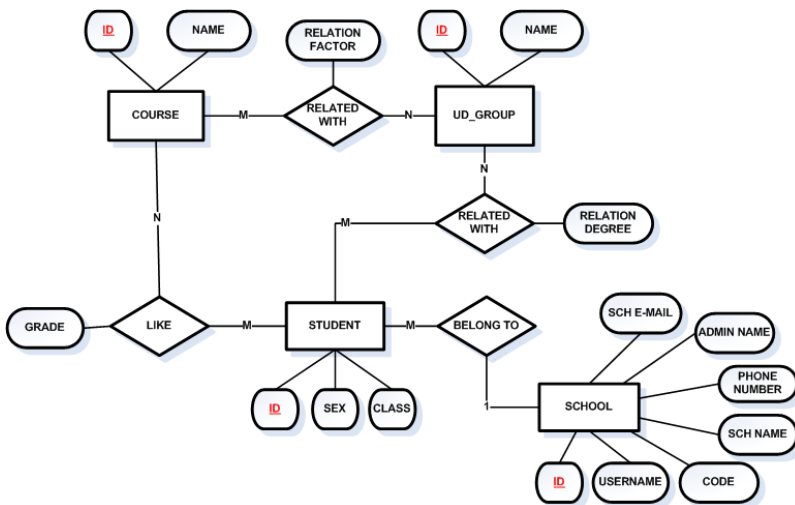 ID
NAME
RELATION
FACTOR
ID
NAME
COURSE
M
RELATED
WITH
N
UD_GROUP
N
N
M
RELATED
WITH
RELATION
DEGREE
GRADE
LIKE
M
STUDENT
M
BELONG TO
SCH E-MAIL
ADMIN NAME
PHONE
NUMBER
ID
SEX
CLASS
1
SCHOOL
SCH NAME
ID
USERNAME
CODE